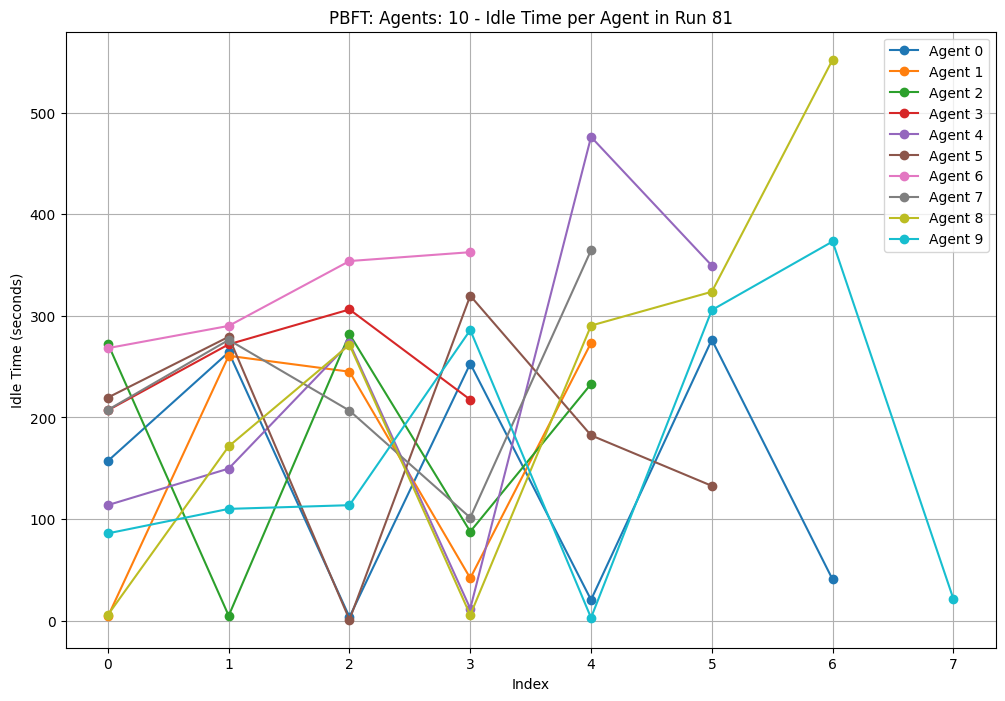 PBFT: Agents: 10 - Idle Time per Agent in Run 81
Idle Time (seconds)
500
400
300
200
100
0
0 1 2 3 4 5 6 7
Index
Agent 0
Agent 1
Agent 2
Agent 3
Agent 4
Agent 5
Agent 6
Agent 7
Agent 8
Agent 9